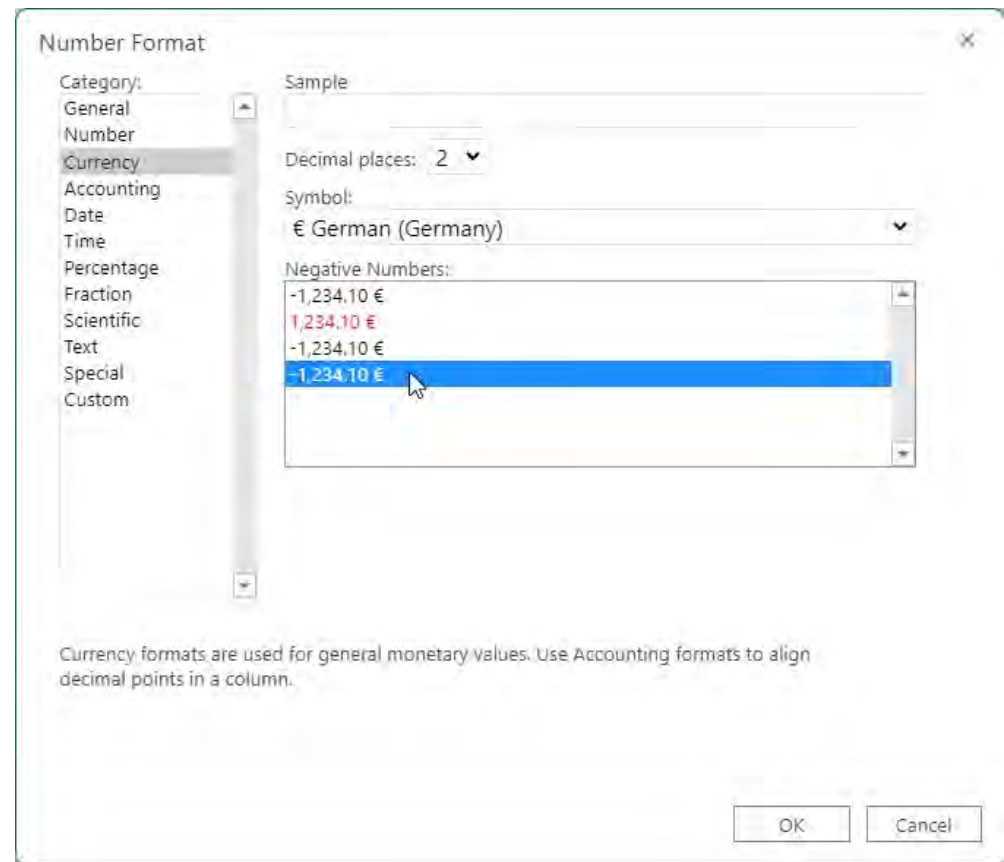 Number Format
Category:
General
Number
Currency
Accounting
Date
Time
Percentage
Fraction
Scientific
Text
Special
Custom
Sample
Decimal places: 2
Symbol:
€ German (Germany)
Negative Numbers:
-1,234.10 €
1,234.10 €
-1,234.10 €
-1,234.10 €
Currency formats are used for general monetary values. Use Accounting formats to align
decimal points in a column.
OK
Cancel